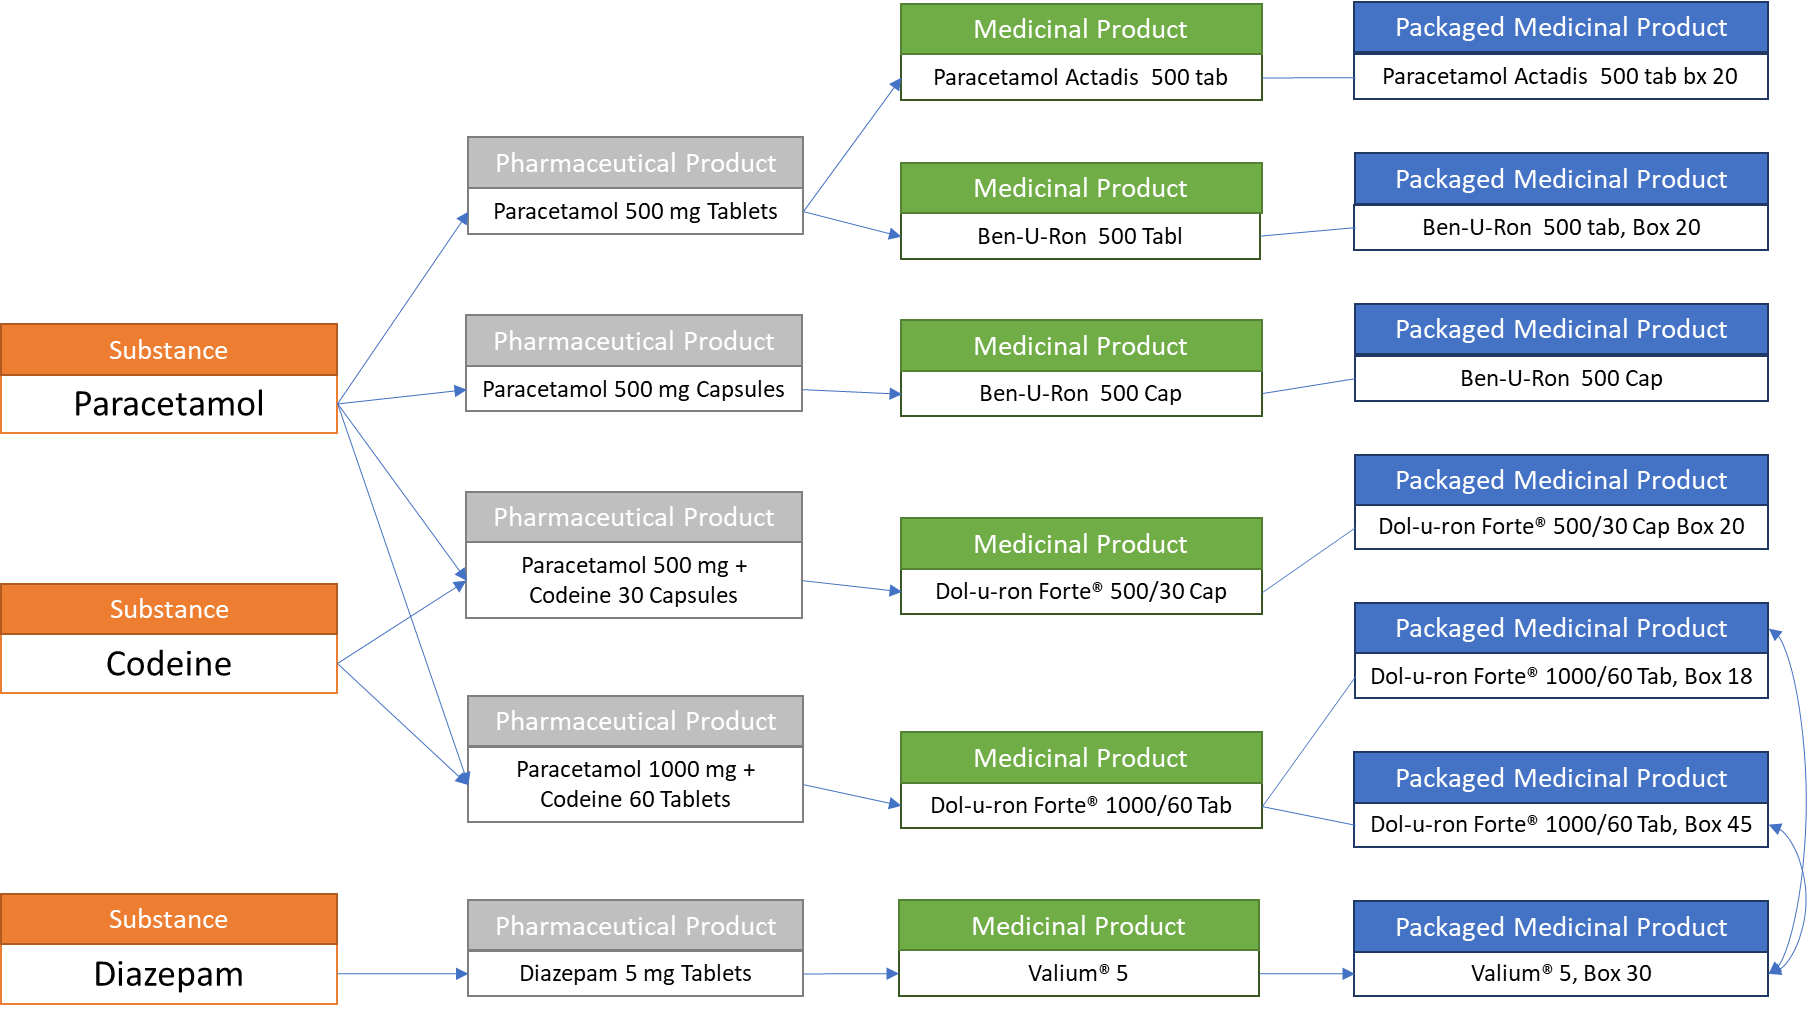 Medicinal Product
Paracetamol Actadis 500 tab
Packaged Medicinal Product
Paracetamol Actadis 500 tab bx 20
Pharmaceutical Product
Paracetamol 500 mg Tablets
Medicinal Product
Ben-U-Ron 500 Tabl
Packaged Medicinal Product
Ben-U-Ron 500 tab, Box 20
Substance
Paracetamol
Pharmaceutical Product
Paracetamol 500 mg Capsules
Medicinal Product
Ben-U-Ron 500 Cap
Packaged Medicinal Product
Ben-U-Ron 500 Cap
Pharmaceutical Product
Paracetamol 500 mg +
Codeine 30 Capsules
Medicinal Product
Dol-u-ron Forte® 500/30 Cap
Packaged Medicinal Product
Dol-u-ron Forte® 500/30 Cap Box 20
Substance
Codeine
Packaged Medicinal Product
Dol-u-ron Forte® 1000/60 Tab, Box 18
Pharmaceutical Product
Paracetamol 1000 mg +
Codeine 60 Tablets
Medicinal Product
Dol-u-ron Forte® 1000/60 Tab
Packaged Medicinal Product
Dol-u-ron Forte® 1000/60 Tab, Box 45
Substance
Diazepam
Pharmaceutical Product
Diazepam 5 mg Tablets
Medicinal Product
Valium® 5
Packaged Medicinal Product
Valium® 5, Box 30